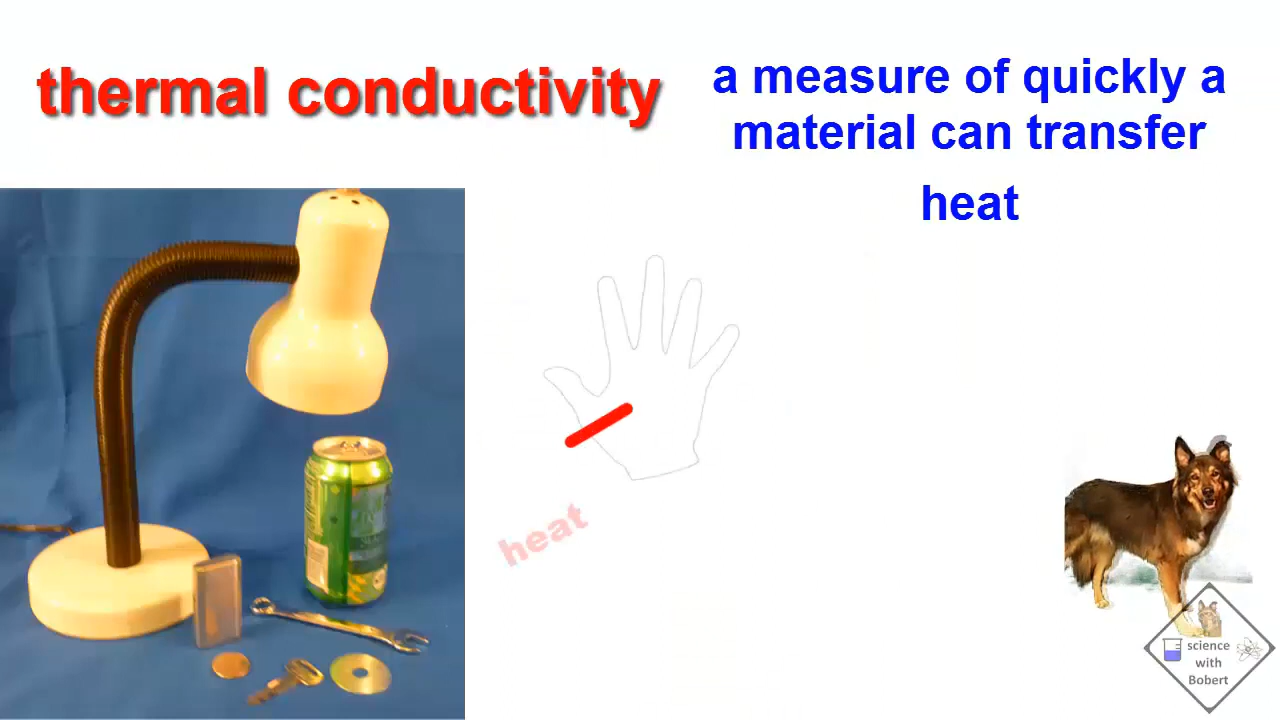 thermal conductivity
a measure of quickly a
material can transfer
heat
heat
science
with
Bobert